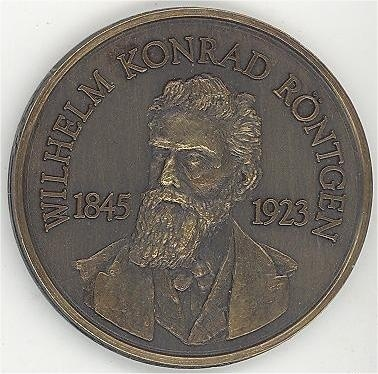 WILHELM KONRAD RÖNTGEN
1845 1923